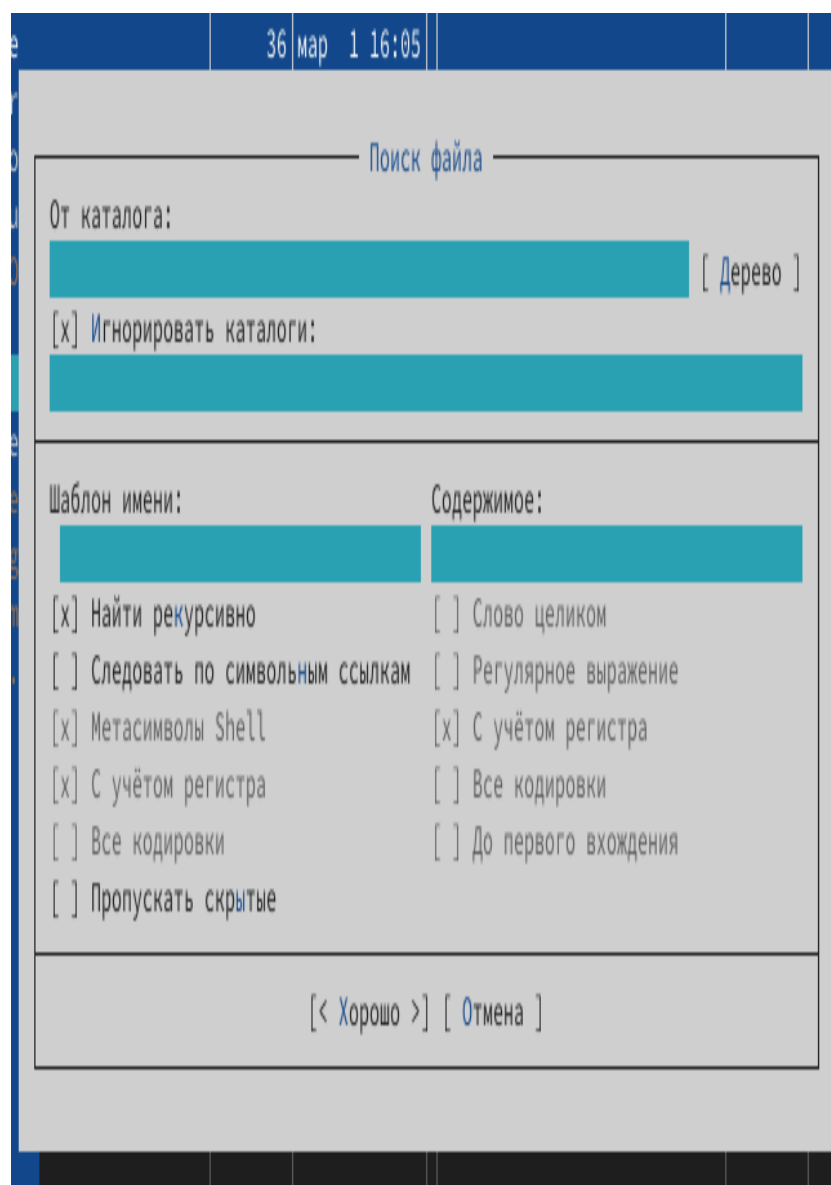 36 мар 1 16:05
Поиск файла
От каталога:
[ Дерево ]
[x] Игнорировать каталоги:
Шаблон имени: Содержимое:
[x] Найти рекурсивно [ ] Слово целиком
[ ] Следовать по символьным ссылкам [ ] Регулярное выражение
[x] Метасимволы Shell [x] С учётом регистра
[x] С учётом регистра [ ] Все кодировки
[ ] Все кодировки [ ] До первого вхождения
[ ] Пропускать скрытые
[< Хорошо >] [ Отмена ]